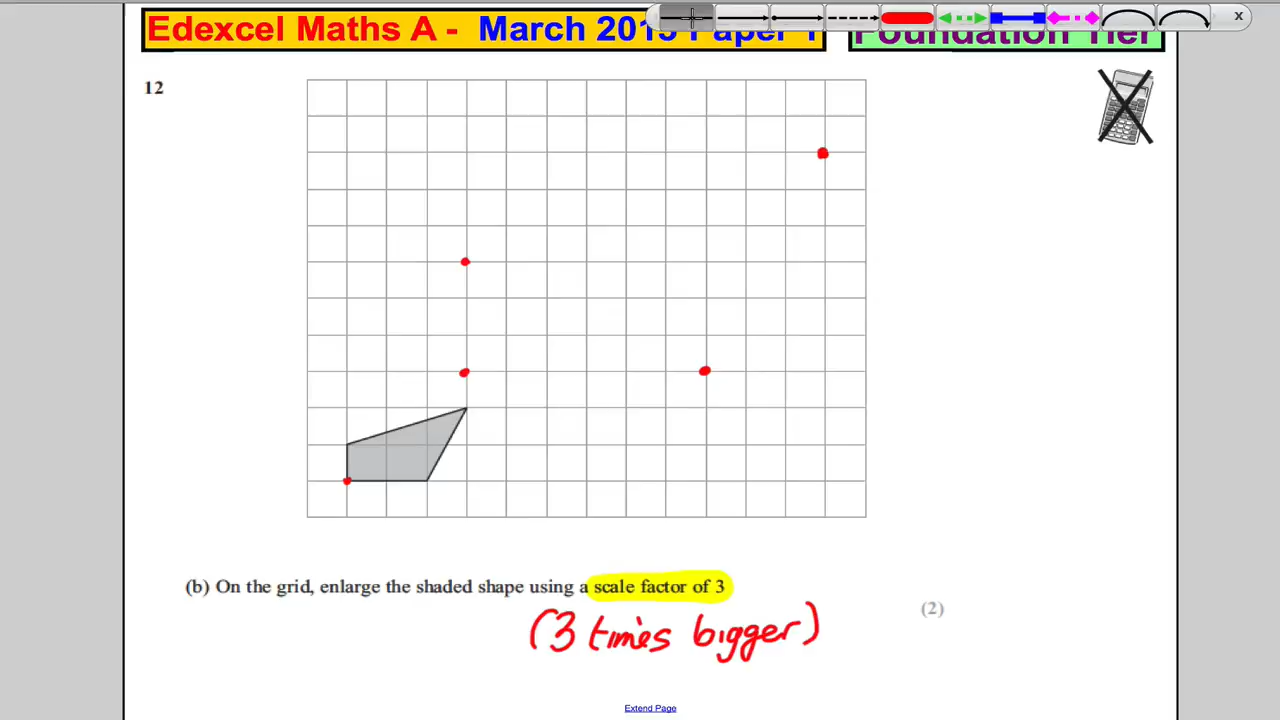 Edexcel Maths A - March 2013 Paper 1
Foundation Tier
x
12
(b) On the grid, enlarge the shaded shape using a scale factor of 3
(2)
(3 times bigger)
Extend Page